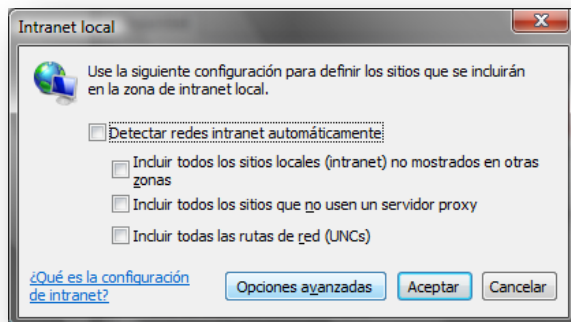 Intranet local
Use la siguiente configuración para definir los sitios que se incluirán
en la zona de intranet local.
Detectar redes intranet automáticamente
Incluir todos los sitios locales (intranet) no mostrados en otras
zonas
Incluir todos los sitios que no usen un servidor proxy
Incluir todas las rutas de red (UNCs)
¿Qué es la configuración
de intranet?
Opciones avanzadas
Aceptar
Cancelar